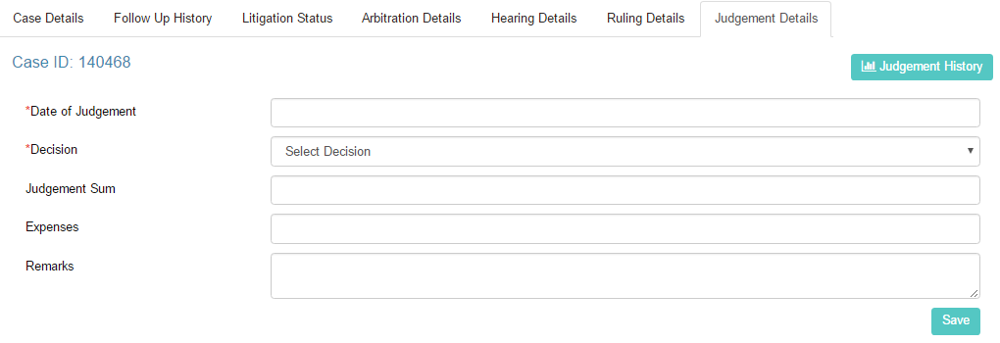 Case Details Follow Up History Litigation Status Arbitration Details Hearing Details Ruling Details Judgement Details
Case ID: 140468
Judgement History
*Date of Judgement
*Decision Select Decision
Judgement Sum
Expenses
Remarks
Save